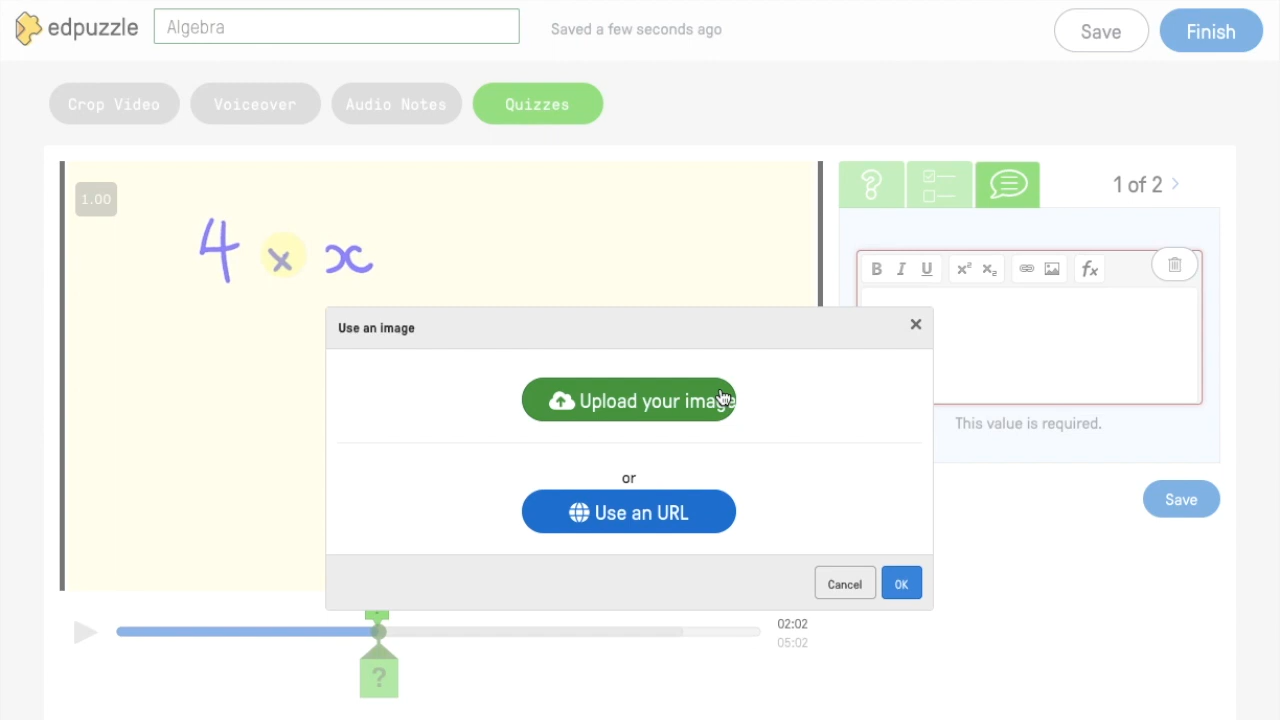 edpuzzle
Algebra
Saved a few seconds ago
Save
Finish
Crop Video
Voiceover
Audio Notes
Quizzes
1.00
4 × x
?
1 of 2 >
B I U x² x₂ fx
This value is required.
Save
Use an image
×
Upload your image
or
Use an URL
Cancel
OK
02:02
05:02
?